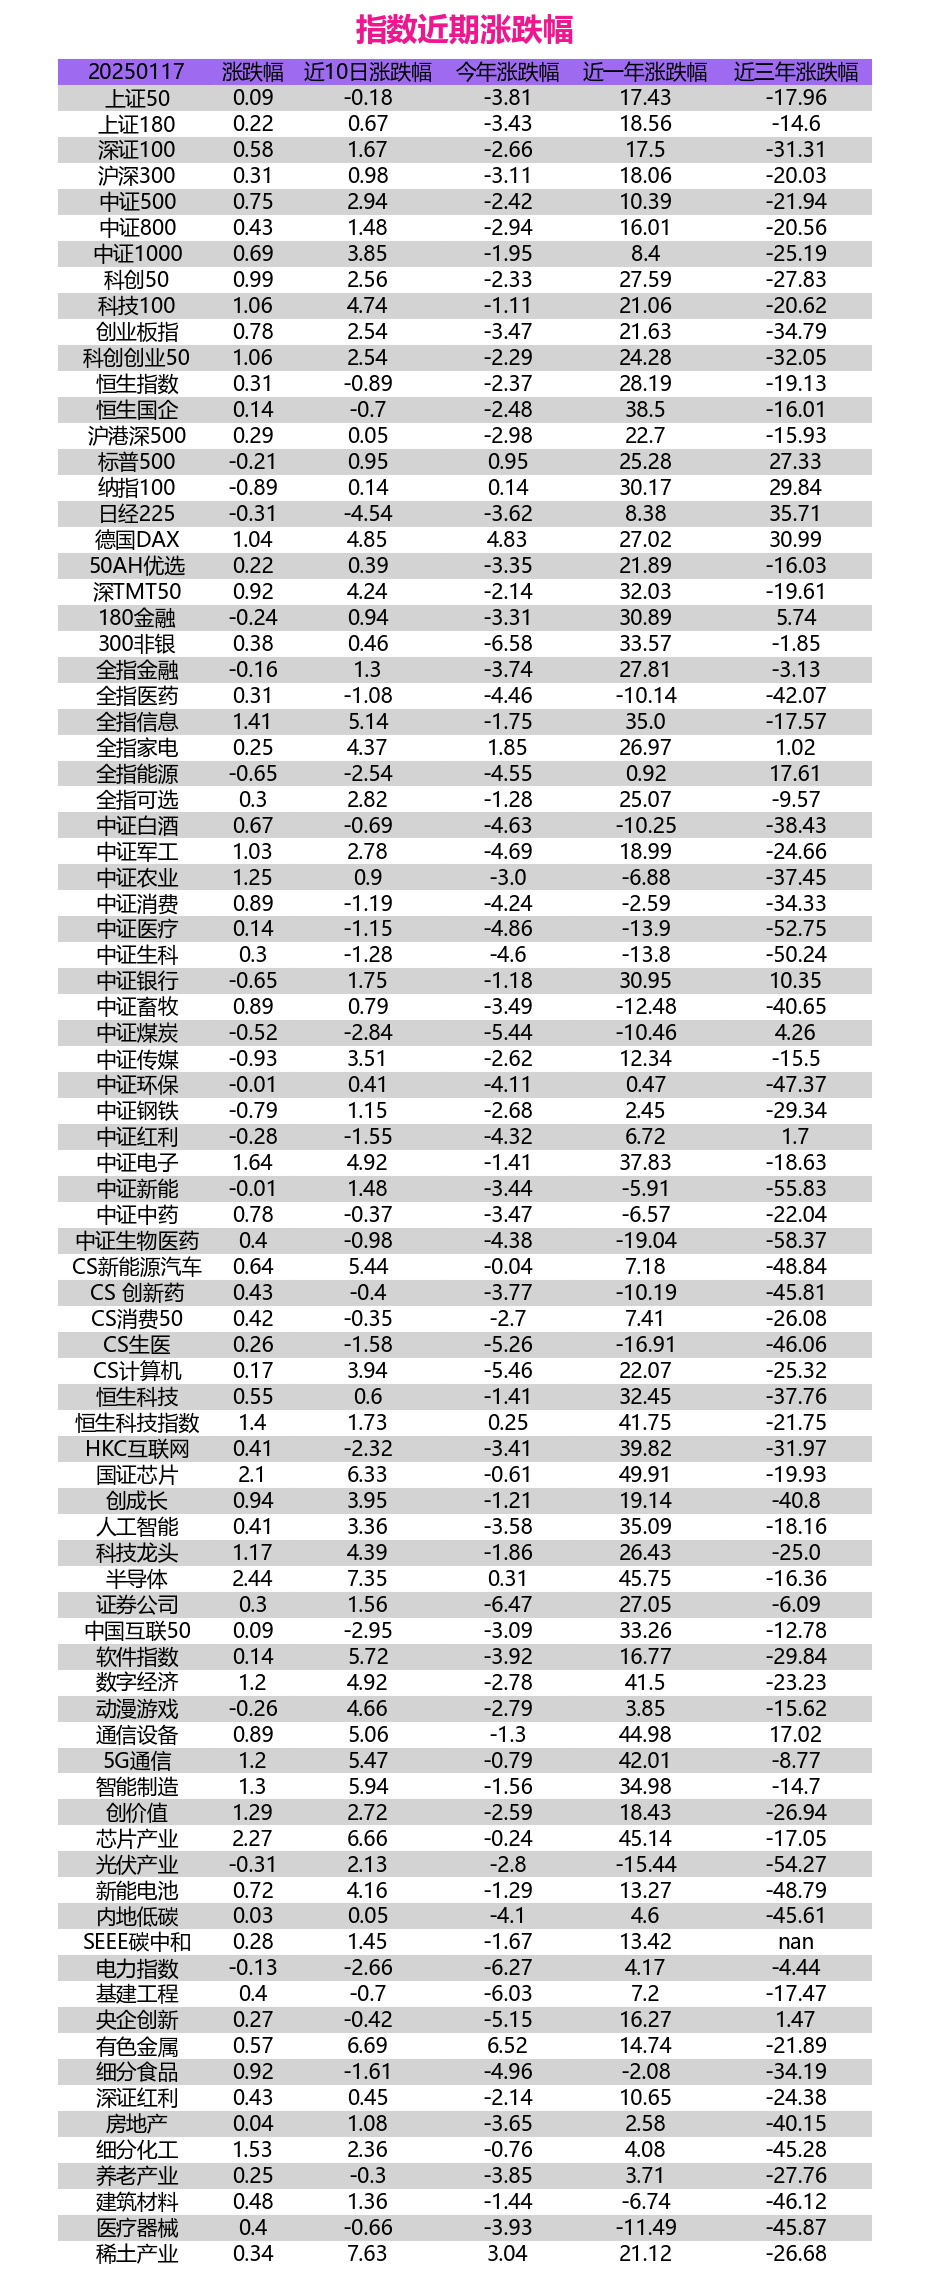 指数近期涨跌幅
20250117 涨跌幅 近10日涨跌幅 今年涨跌幅 近一年涨跌幅 近三年涨跌幅
上证50 0.09 -0.18 -3.81 17.43 -17.96
上证180 0.22 0.67 -3.43 18.56 -14.6
深证100 0.58 1.67 -2.66 17.5 -31.31
沪深300 0.31 0.98 -3.11 18.06 -20.03
中证500 0.75 2.94 -2.42 10.39 -21.94
中证800 0.43 1.48 -2.94 16.01 -20.56
中证1000 0.69 3.85 -1.95 8.4 -25.19
科创50 0.99 2.56 -2.33 27.59 -27.83
科技100 1.06 4.74 -1.11 21.06 -20.62
创业板指 0.78 2.54 -3.47 21.63 -34.79
科创创业50 1.06 2.54 -2.29 24.28 -32.05
恒生指数 0.31 -0.89 -2.37 28.19 -19.13
恒生国企 0.14 -0.7 -2.48 38.5 -16.01
沪港深500 0.29 0.05 -2.98 22.7 -15.93
标普500 -0.21 0.95 0.95 25.28 27.33
纳指100 -0.89 0.14 0.14 30.17 29.84
日经225 -0.31 -4.54 -3.62 8.38 35.71
德国DAX 1.04 4.85 4.83 27.02 30.99
50AH优选 0.22 0.39 -3.35 21.89 -16.03
深TMT50 0.92 4.24 -2.14 32.03 -19.61
180金融 -0.24 0.94 -3.31 30.89 5.74
300非银 0.38 0.46 -6.58 33.57 -1.85
全指金融 -0.16 1.3 -3.74 27.81 -3.13
全指医药 0.31 -1.08 -4.46 -10.14 -42.07
全指信息 1.41 5.14 -1.75 35.0 -17.57
全指家电 0.25 4.37 1.85 26.97 1.02
全指能源 -0.65 -2.54 -4.55 0.92 17.61
全指可选 0.3 2.82 -1.28 25.07 -9.57
中证白酒 0.67 -0.69 -4.63 -10.25 -38.43
中证军工 1.03 2.78 -4.69 18.99 -24.66
中证农业 1.25 0.9 -3.0 -6.88 -37.45
中证消费 0.89 -1.19 -4.24 -2.59 -34.33
中证医疗 0.14 -1.15 -4.86 -13.9 -52.75
中证生科 0.3 -1.28 -4.6 -13.8 -50.24
中证银行 -0.65 1.75 -1.18 30.95 10.35
中证畜牧 0.89 0.79 -3.49 -12.48 -40.65
中证煤炭 -0.52 -2.84 -5.44 -10.46 4.26
中证传媒 -0.93 3.51 -2.62 12.34 -15.5
中证环保 -0.01 0.41 -4.11 0.47 -47.37
中证钢铁 -0.79 1.15 -2.68 2.45 -29.34
中证红利 -0.28 -1.55 -4.32 6.72 1.7
中证电子 1.64 4.92 -1.41 37.83 -18.63
中证新能 -0.01 1.48 -3.44 -5.91 -55.83
中证中药 0.78 -0.37 -3.47 -6.57 -22.04
中证生物医药 0.4 -0.98 -4.38 -19.04 -58.37
CS新能源汽车 0.64 5.44 -0.04 7.18 -48.84
CS 创新药 0.43 -0.4 -3.77 -10.19 -45.81
CS消费50 0.42 -0.35 -2.7 7.41 -26.08
CS生医 0.26 -1.58 -5.26 -16.91 -46.06
CS计算机 0.17 3.94 -5.46 22.07 -25.32
恒生科技 0.55 0.6 -1.41 32.45 -37.76
恒生科技指数 1.4 1.73 0.25 41.75 -21.75
HKC互联网 0.41 -2.32 -3.41 39.82 -31.97
国证芯片 2.1 6.33 -0.61 49.91 -19.93
创成长 0.94 3.95 -1.21 19.14 -40.8
人工智能 0.41 3.36 -3.58 35.09 -18.16
科技龙头 1.17 4.39 -1.86 26.43 -25.0
半导体 2.44 7.35 0.31 45.75 -16.36
证券公司 0.3 1.56 -6.47 27.05 -6.09
中国互联50 0.09 -2.95 -3.09 33.26 -12.78
软件指数 0.14 5.72 -3.92 16.77 -29.84
数字经济 1.2 4.92 -2.78 41.5 -23.23
动漫游戏 -0.26 4.66 -2.79 3.85 -15.62
通信设备 0.89 5.06 -1.3 44.98 17.02
5G通信 1.2 5.47 -0.79 42.01 -8.77
智能制造 1.3 5.94 -1.56 34.98 -14.7
创价值 1.29 2.72 -2.59 18.43 -26.94
芯片产业 2.27 6.66 -0.24 45.14 -17.05
光伏产业 -0.31 2.13 -2.8 -15.44 -54.27
新能电池 0.72 4.16 -1.29 13.27 -48.79
内地低碳 0.03 0.05 -4.1 4.6 -45.61
SEEE碳中和 0.28 1.45 -1.67 13.42 nan
电力指数 -0.13 -2.66 -6.27 4.17 -4.44
基建工程 0.4 -0.7 -6.03 7.2 -17.47
央企创新 0.27 -0.42 -5.15 16.27 1.47
有色金属 0.57 6.69 6.52 14.74 -21.89
细分食品 0.92 -1.61 -4.96 -2.08 -34.19
深证红利 0.43 0.45 -2.14 10.65 -24.38
房地产 0.04 1.08 -3.65 2.58 -40.15
细分化工 1.53 2.36 -0.76 4.08 -45.28
养老产业 0.25 -0.3 -3.85 3.71 -27.76
建筑材料 0.48 1.36 -1.44 -6.74 -46.12
医疗器械 0.4 -0.66 -3.93 -11.49 -45.87
稀土产业 0.34 7.63 3.04 21.12 -26.68